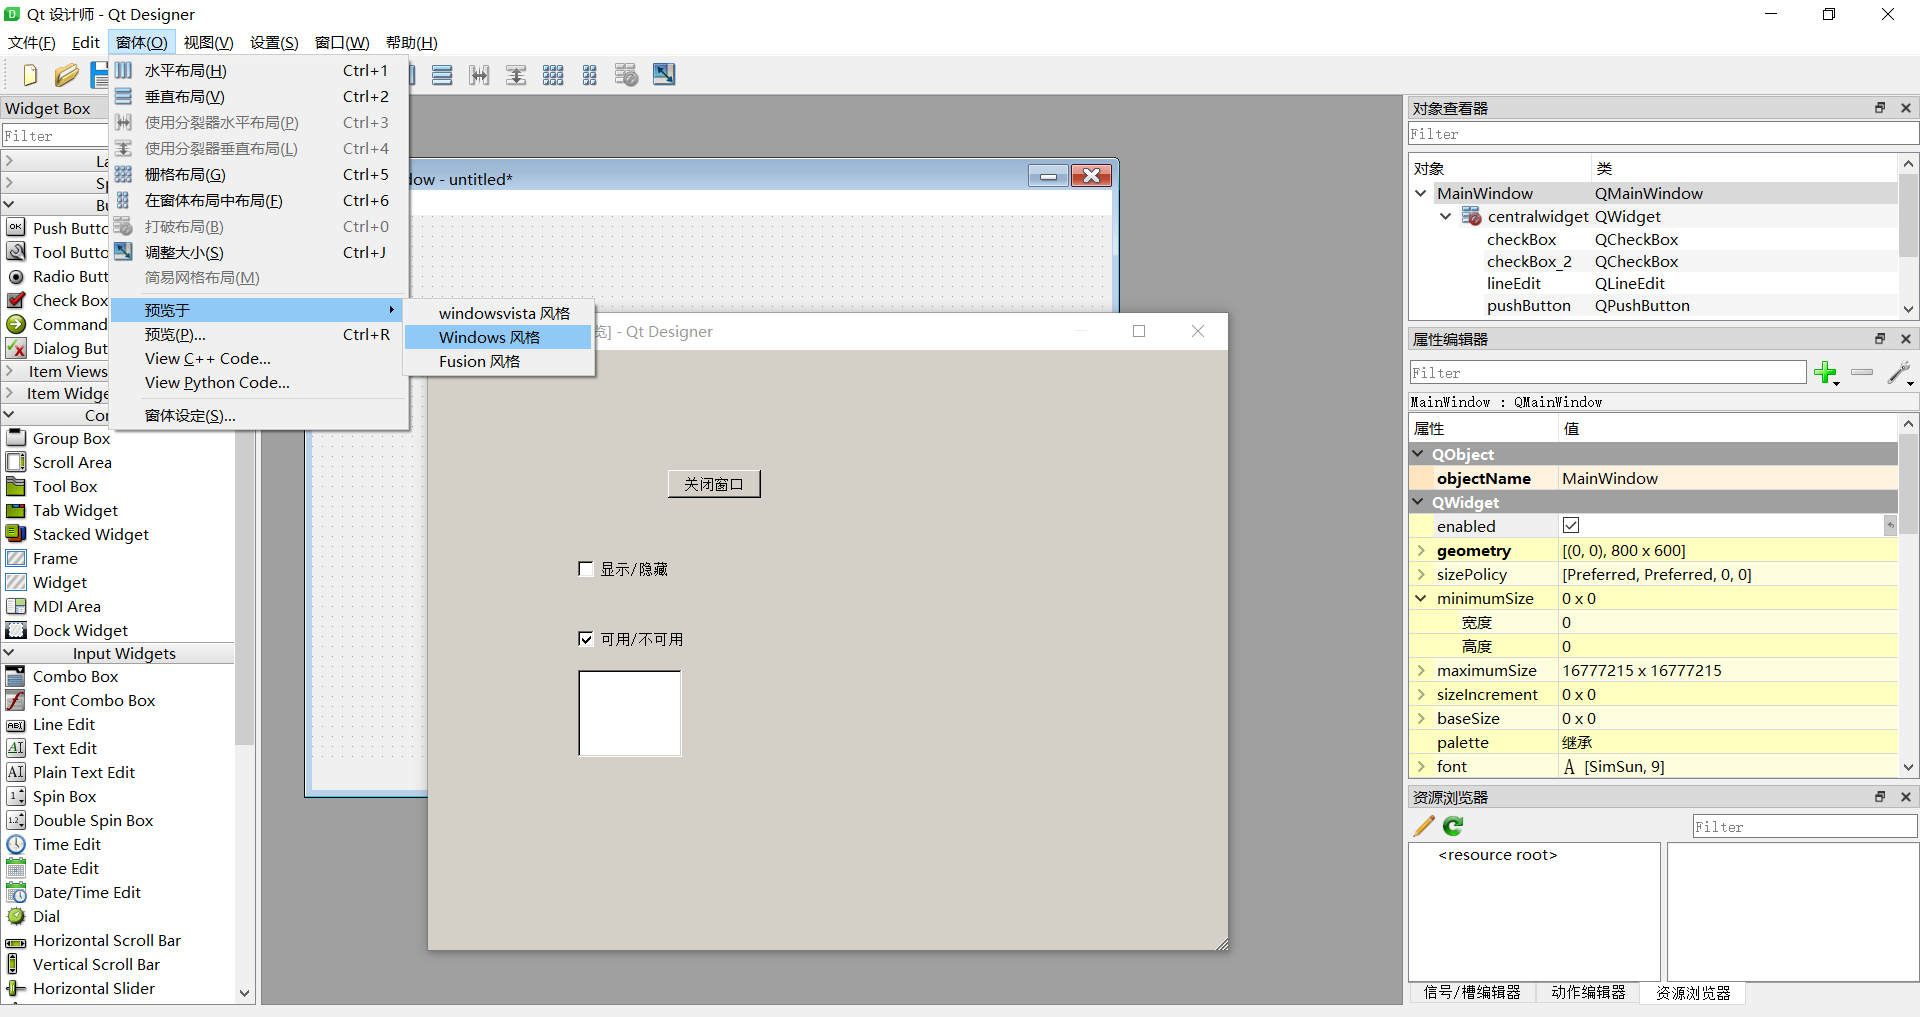 Qt 设计师 - Qt Designer
文件(F) Edit 窗体(O) 视图(V) 设置(S) 窗口(W) 帮助(H)
水平布局(H) Ctrl+1
垂直布局(V) Ctrl+2
使用分裂器水平布局(P) Ctrl+3
使用分裂器垂直布局(L) Ctrl+4
栅格布局(G) Ctrl+5
在窗体布局中布局(F) Ctrl+6
打破布局(B) Ctrl+0
调整大小(S) Ctrl+J
简易网格布局(M)
预览于
预览(P)... Ctrl+R
View C++ Code...
View Python Code...
窗体设定(S)...
windowsvista 风格
Windows 风格
Fusion 风格
Widget Box
Filter
La
Sp
Bu
Push Butto
Tool Butto
Radio Butt
Check Box
Command
Dialog But
Item Views
Item Widge
Con
Group Box
Scroll Area
Tool Box
Tab Widget
Stacked Widget
Frame
Widget
MDI Area
Dock Widget
Input Widgets
Combo Box
Font Combo Box
Line Edit
Text Edit
Plain Text Edit
Spin Box
Double Spin Box
Time Edit
Date Edit
Date/Time Edit
Dial
Horizontal Scroll Bar
Vertical Scroll Bar
Horizontal Slider
dow - untitled*
览] - Qt Designer
关闭窗口
显示/隐藏
可用/不可用
对象查看器
Filter
对象 类
MainWindow QMainWindow
centralwidget QWidget
checkBox QCheckBox
checkBox_2 QCheckBox
lineEdit QLineEdit
pushButton QPushButton
属性编辑器
Filter
MainWindow : QMainWindow
属性 值
QObject
objectName MainWindow
QWidget
enabled
geometry [(0, 0), 800 x 600]
sizePolicy [Preferred, Preferred, 0, 0]
minimumSize 0 x 0
宽度 0
高度 0
maximumSize 16777215 x 16777215
sizeIncrement 0 x 0
baseSize 0 x 0
palette 继承
font A [SimSun, 9]
资源浏览器
Filter
<resource root>
信号/槽编辑器 动作编辑器 资源浏览器